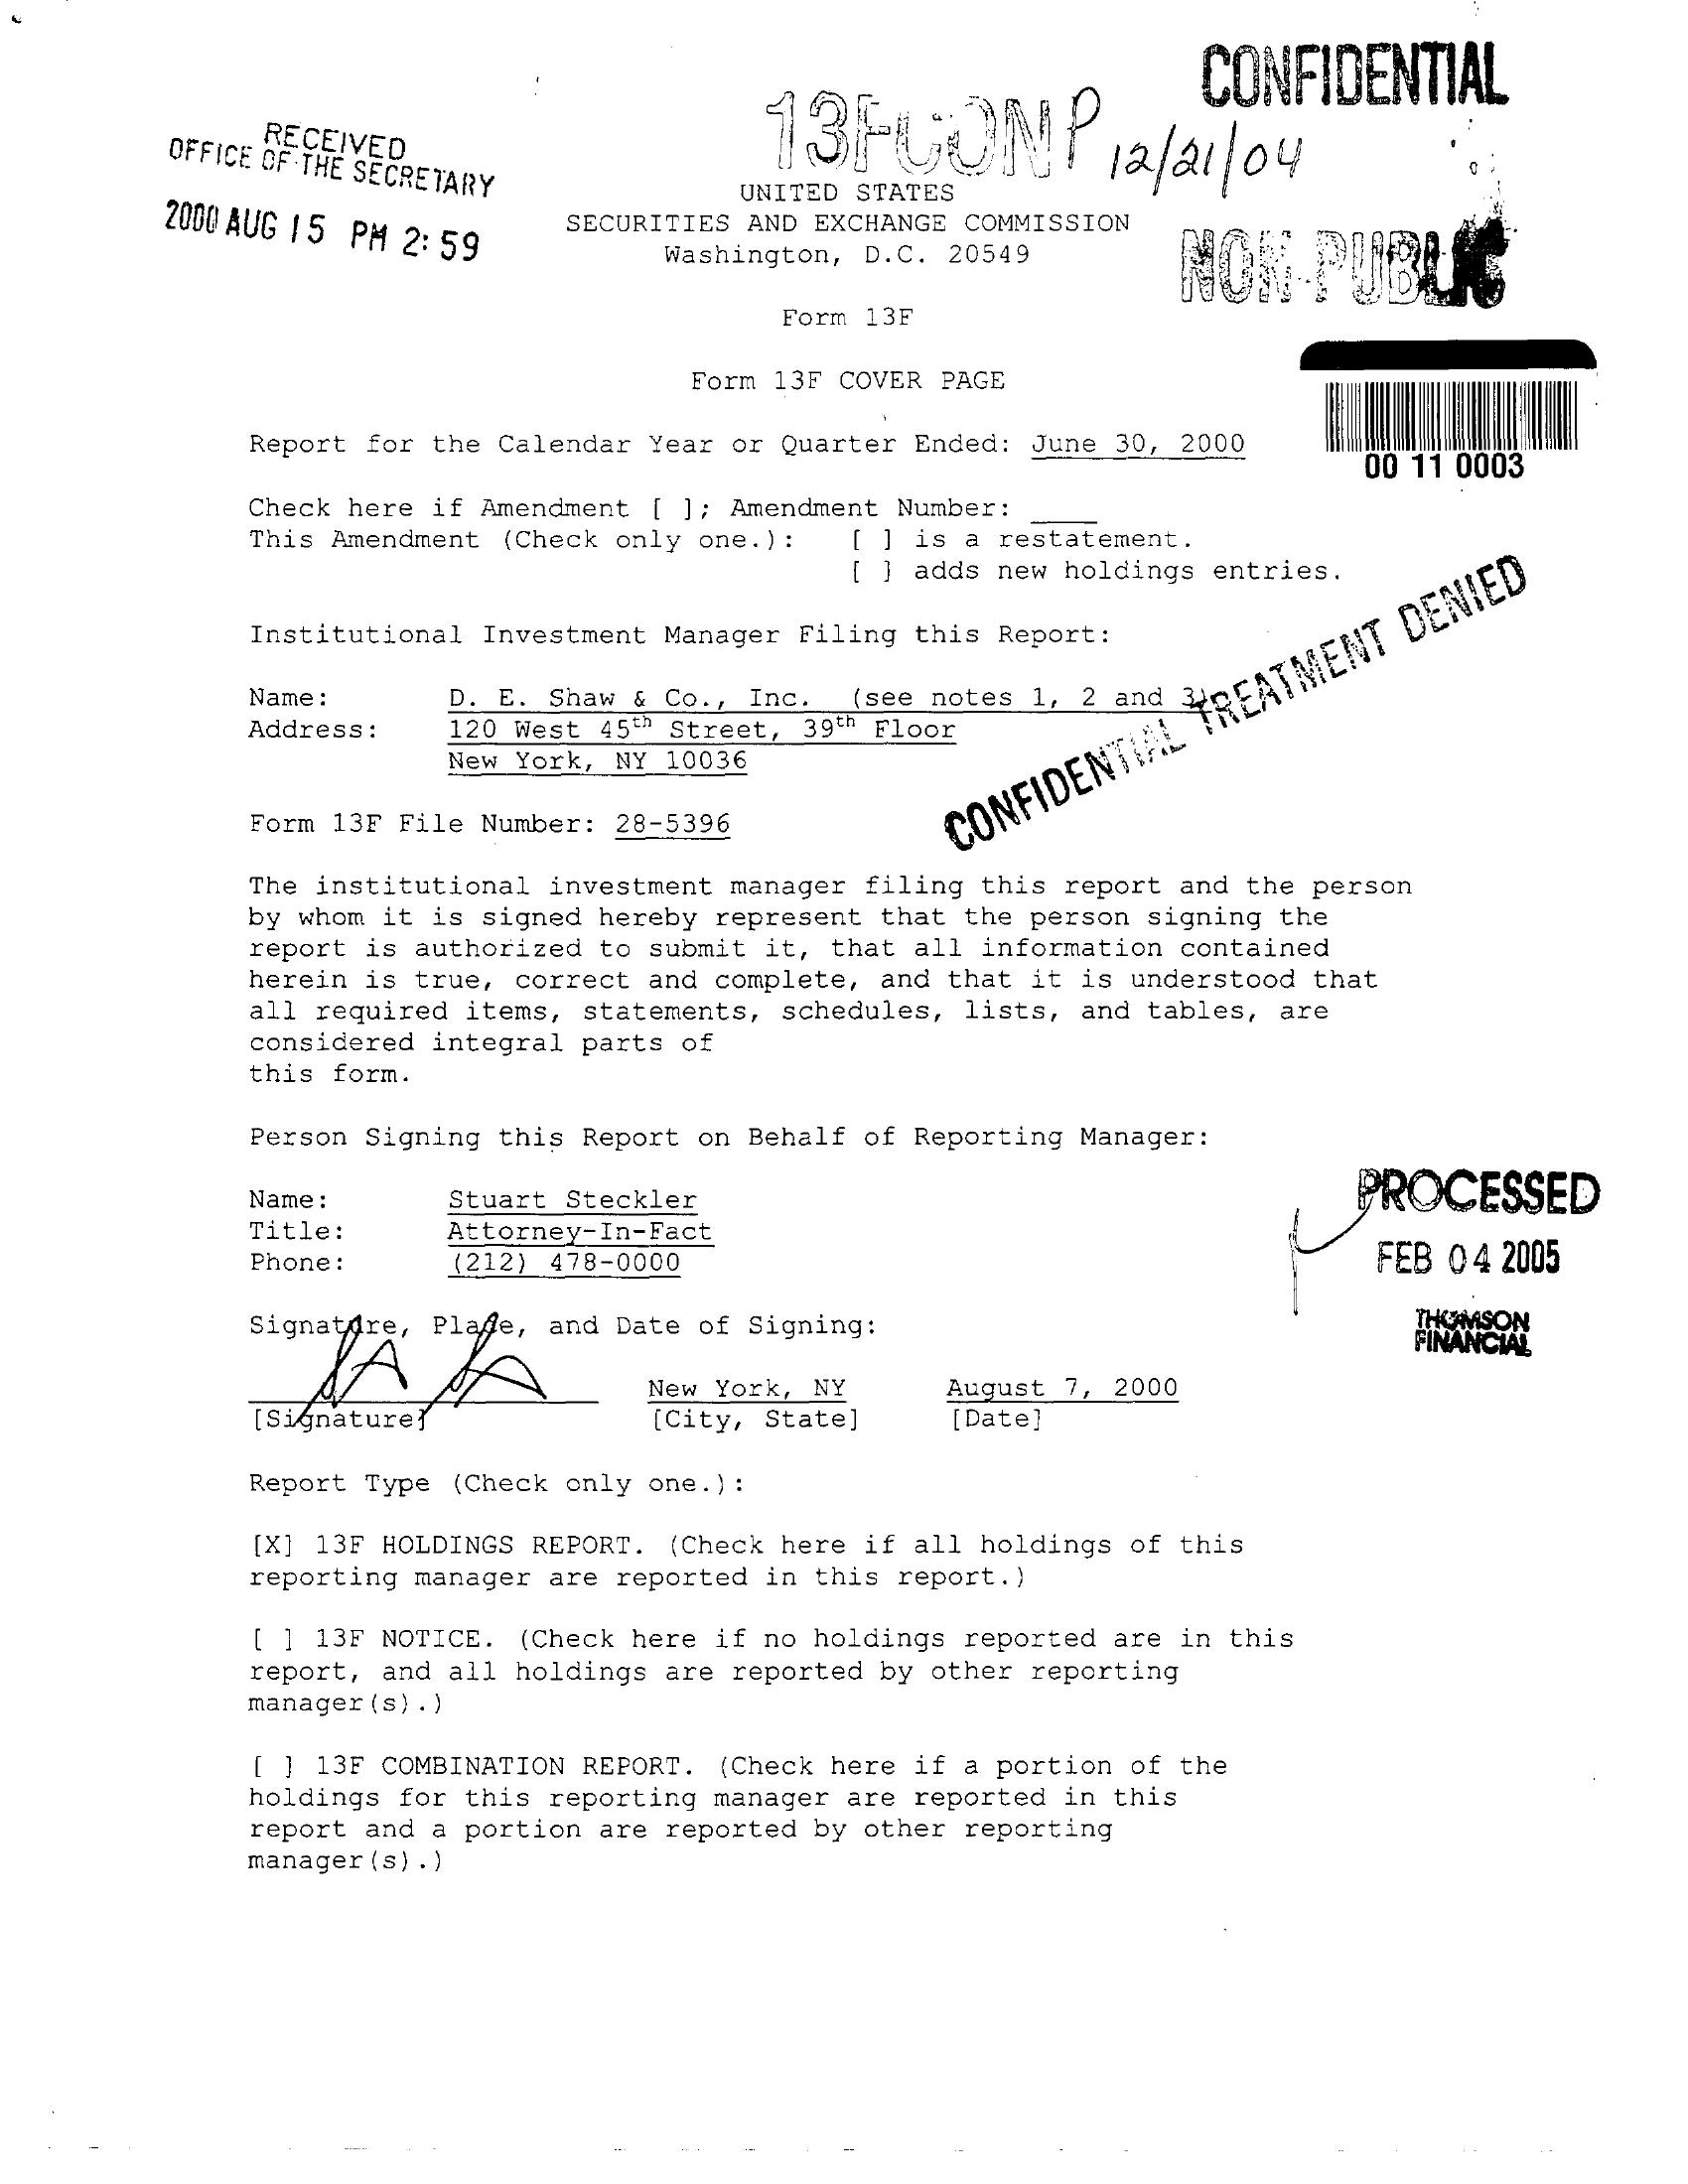 CONFIDENTIAL
13FCONP 12/21/04
RECEIVED
OFFICE OF THE SECRETARY
2000 AUG 15 PM 2:59
UNITED STATES
SECURITIES AND EXCHANGE COMMISSION
Washington, D.C. 20549
NON-PUBLIC
Form 13F
Form 13F COVER PAGE
Report for the Calendar Year or Quarter Ended: June 30, 2000
00 11 0003
Check here if Amendment [ ]; Amendment Number: ____
This Amendment (Check only one.): [ ] is a restatement.
[ ] adds new holdings entries.
CONFIDENTIAL TREATMENT DENIED
Institutional Investment Manager Filing this Report:
Name: D. E. Shaw & Co., Inc. (see notes 1, 2 and 3)
Address: 120 West 45th Street, 39th Floor
New York, NY 10036
Form 13F File Number: 28-5396
The institutional investment manager filing this report and the person
by whom it is signed hereby represent that the person signing the
report is authorized to submit it, that all information contained
herein is true, correct and complete, and that it is understood that
all required items, statements, schedules, lists, and tables, are
considered integral parts of
this form.
Person Signing this Report on Behalf of Reporting Manager:
Name: Stuart Steckler
Title: Attorney-In-Fact
Phone: (212) 478-0000
PROCESSED
FEB 04 2005
THOMSON
FINANCIAL
Signature, Place, and Date of Signing:
New York, NY August 7, 2000
[Signature] [City, State] [Date]
Report Type (Check only one.):
[X] 13F HOLDINGS REPORT. (Check here if all holdings of this
reporting manager are reported in this report.)
[ ] 13F NOTICE. (Check here if no holdings reported are in this
report, and all holdings are reported by other reporting
manager(s).)
[ ] 13F COMBINATION REPORT. (Check here if a portion of the
holdings for this reporting manager are reported in this
report and a portion are reported by other reporting
manager(s).)